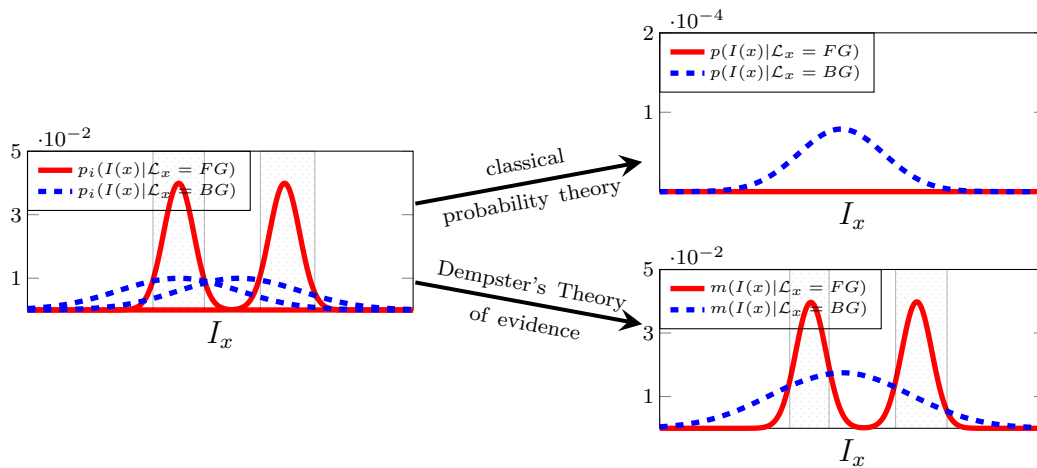 ·10⁻²
5
3
1
p_i(I(x)|ℒ_x = FG)
p_i(I(x)|ℒ_x = BG)
I_x
classical
probability theory
Dempster's Theory
of evidence
·10⁻⁴
2
1
p(I(x)|ℒ_x = FG)
p(I(x)|ℒ_x = BG)
I_x
·10⁻²
5
3
1
m(I(x)|ℒ_x = FG)
m(I(x)|ℒ_x = BG)
I_x